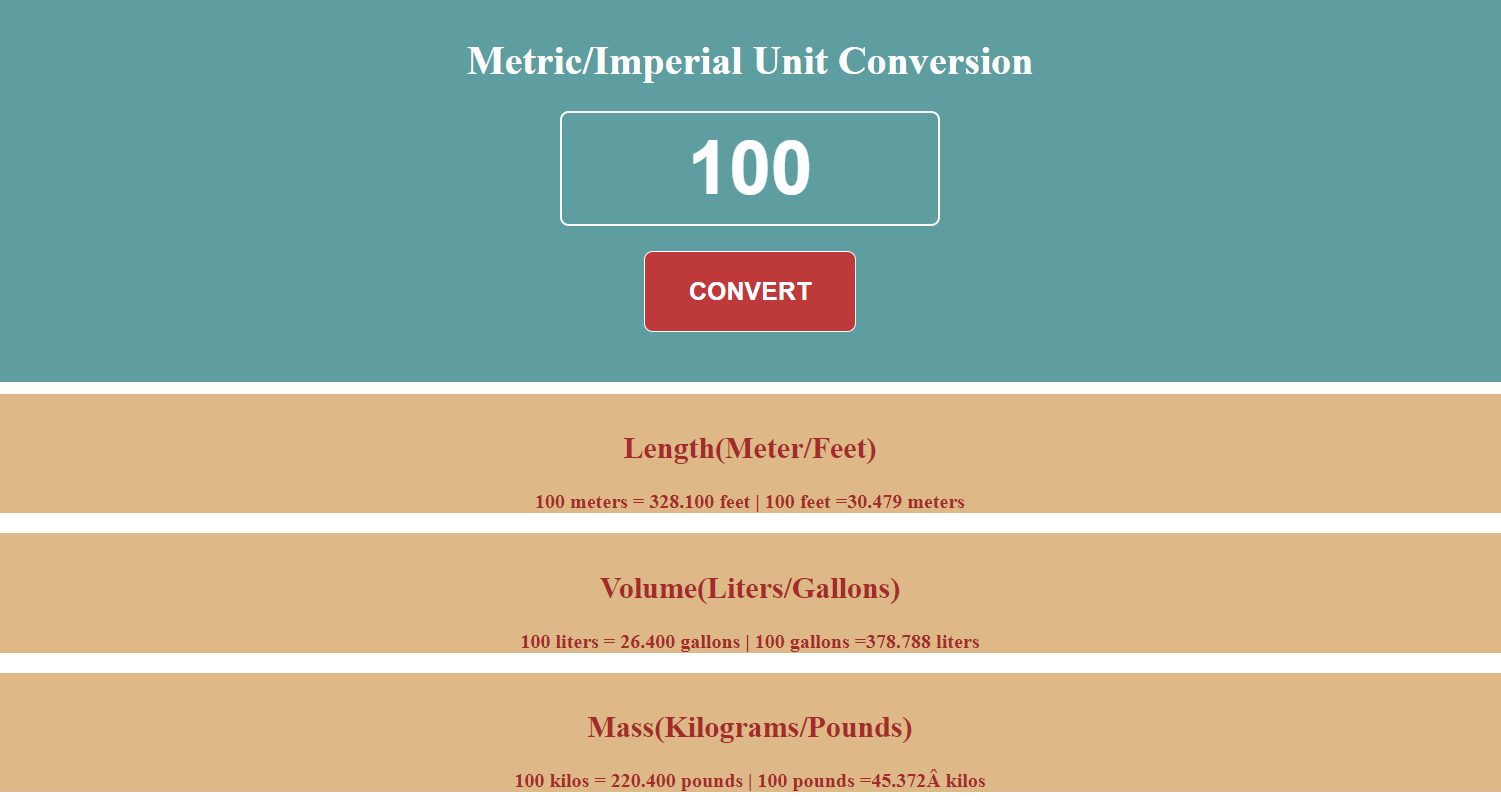 Metric/Imperial Unit Conversion
100
CONVERT
Length(Meter/Feet)
100 meters = 328.100 feet | 100 feet =30.479 meters
Volume(Liters/Gallons)
100 liters = 26.400 gallons | 100 gallons =378.788 liters
Mass(Kilograms/Pounds)
100 kilos = 220.400 pounds | 100 pounds =45.372Â kilos